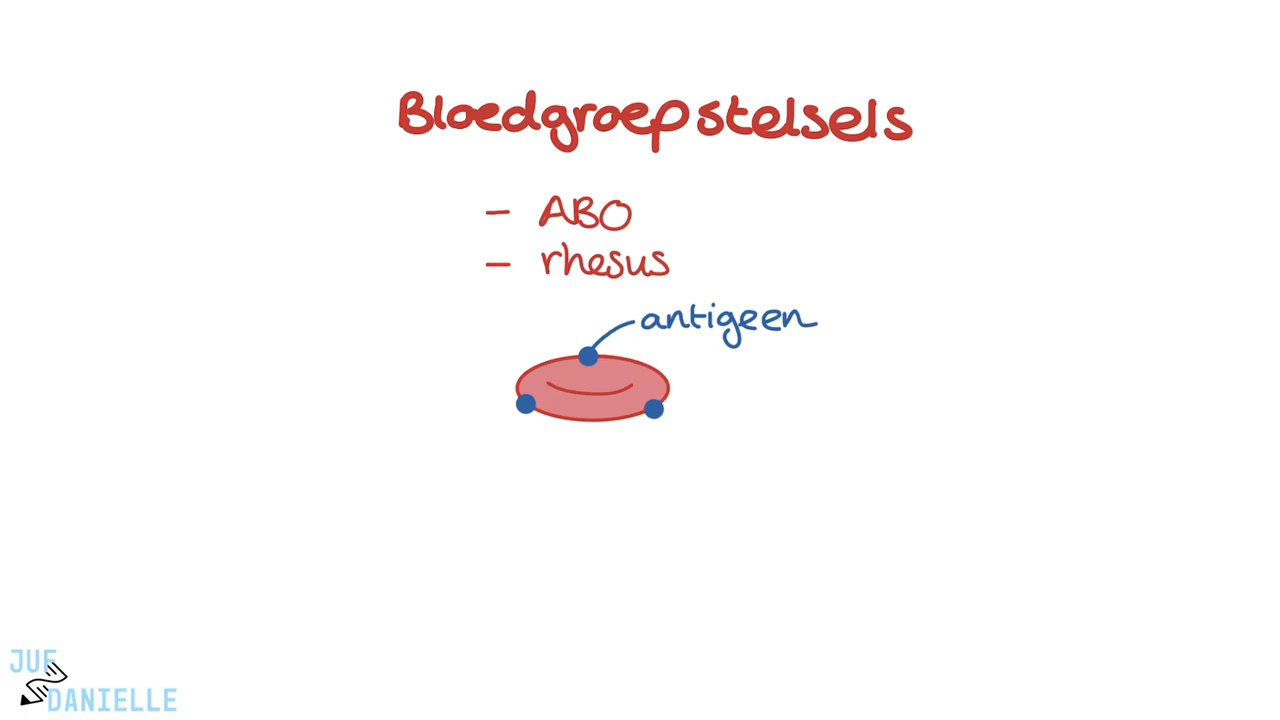 Bloedgroepstelsels
- ABO
- rhesus
antigeen
JUF
DANIELLE